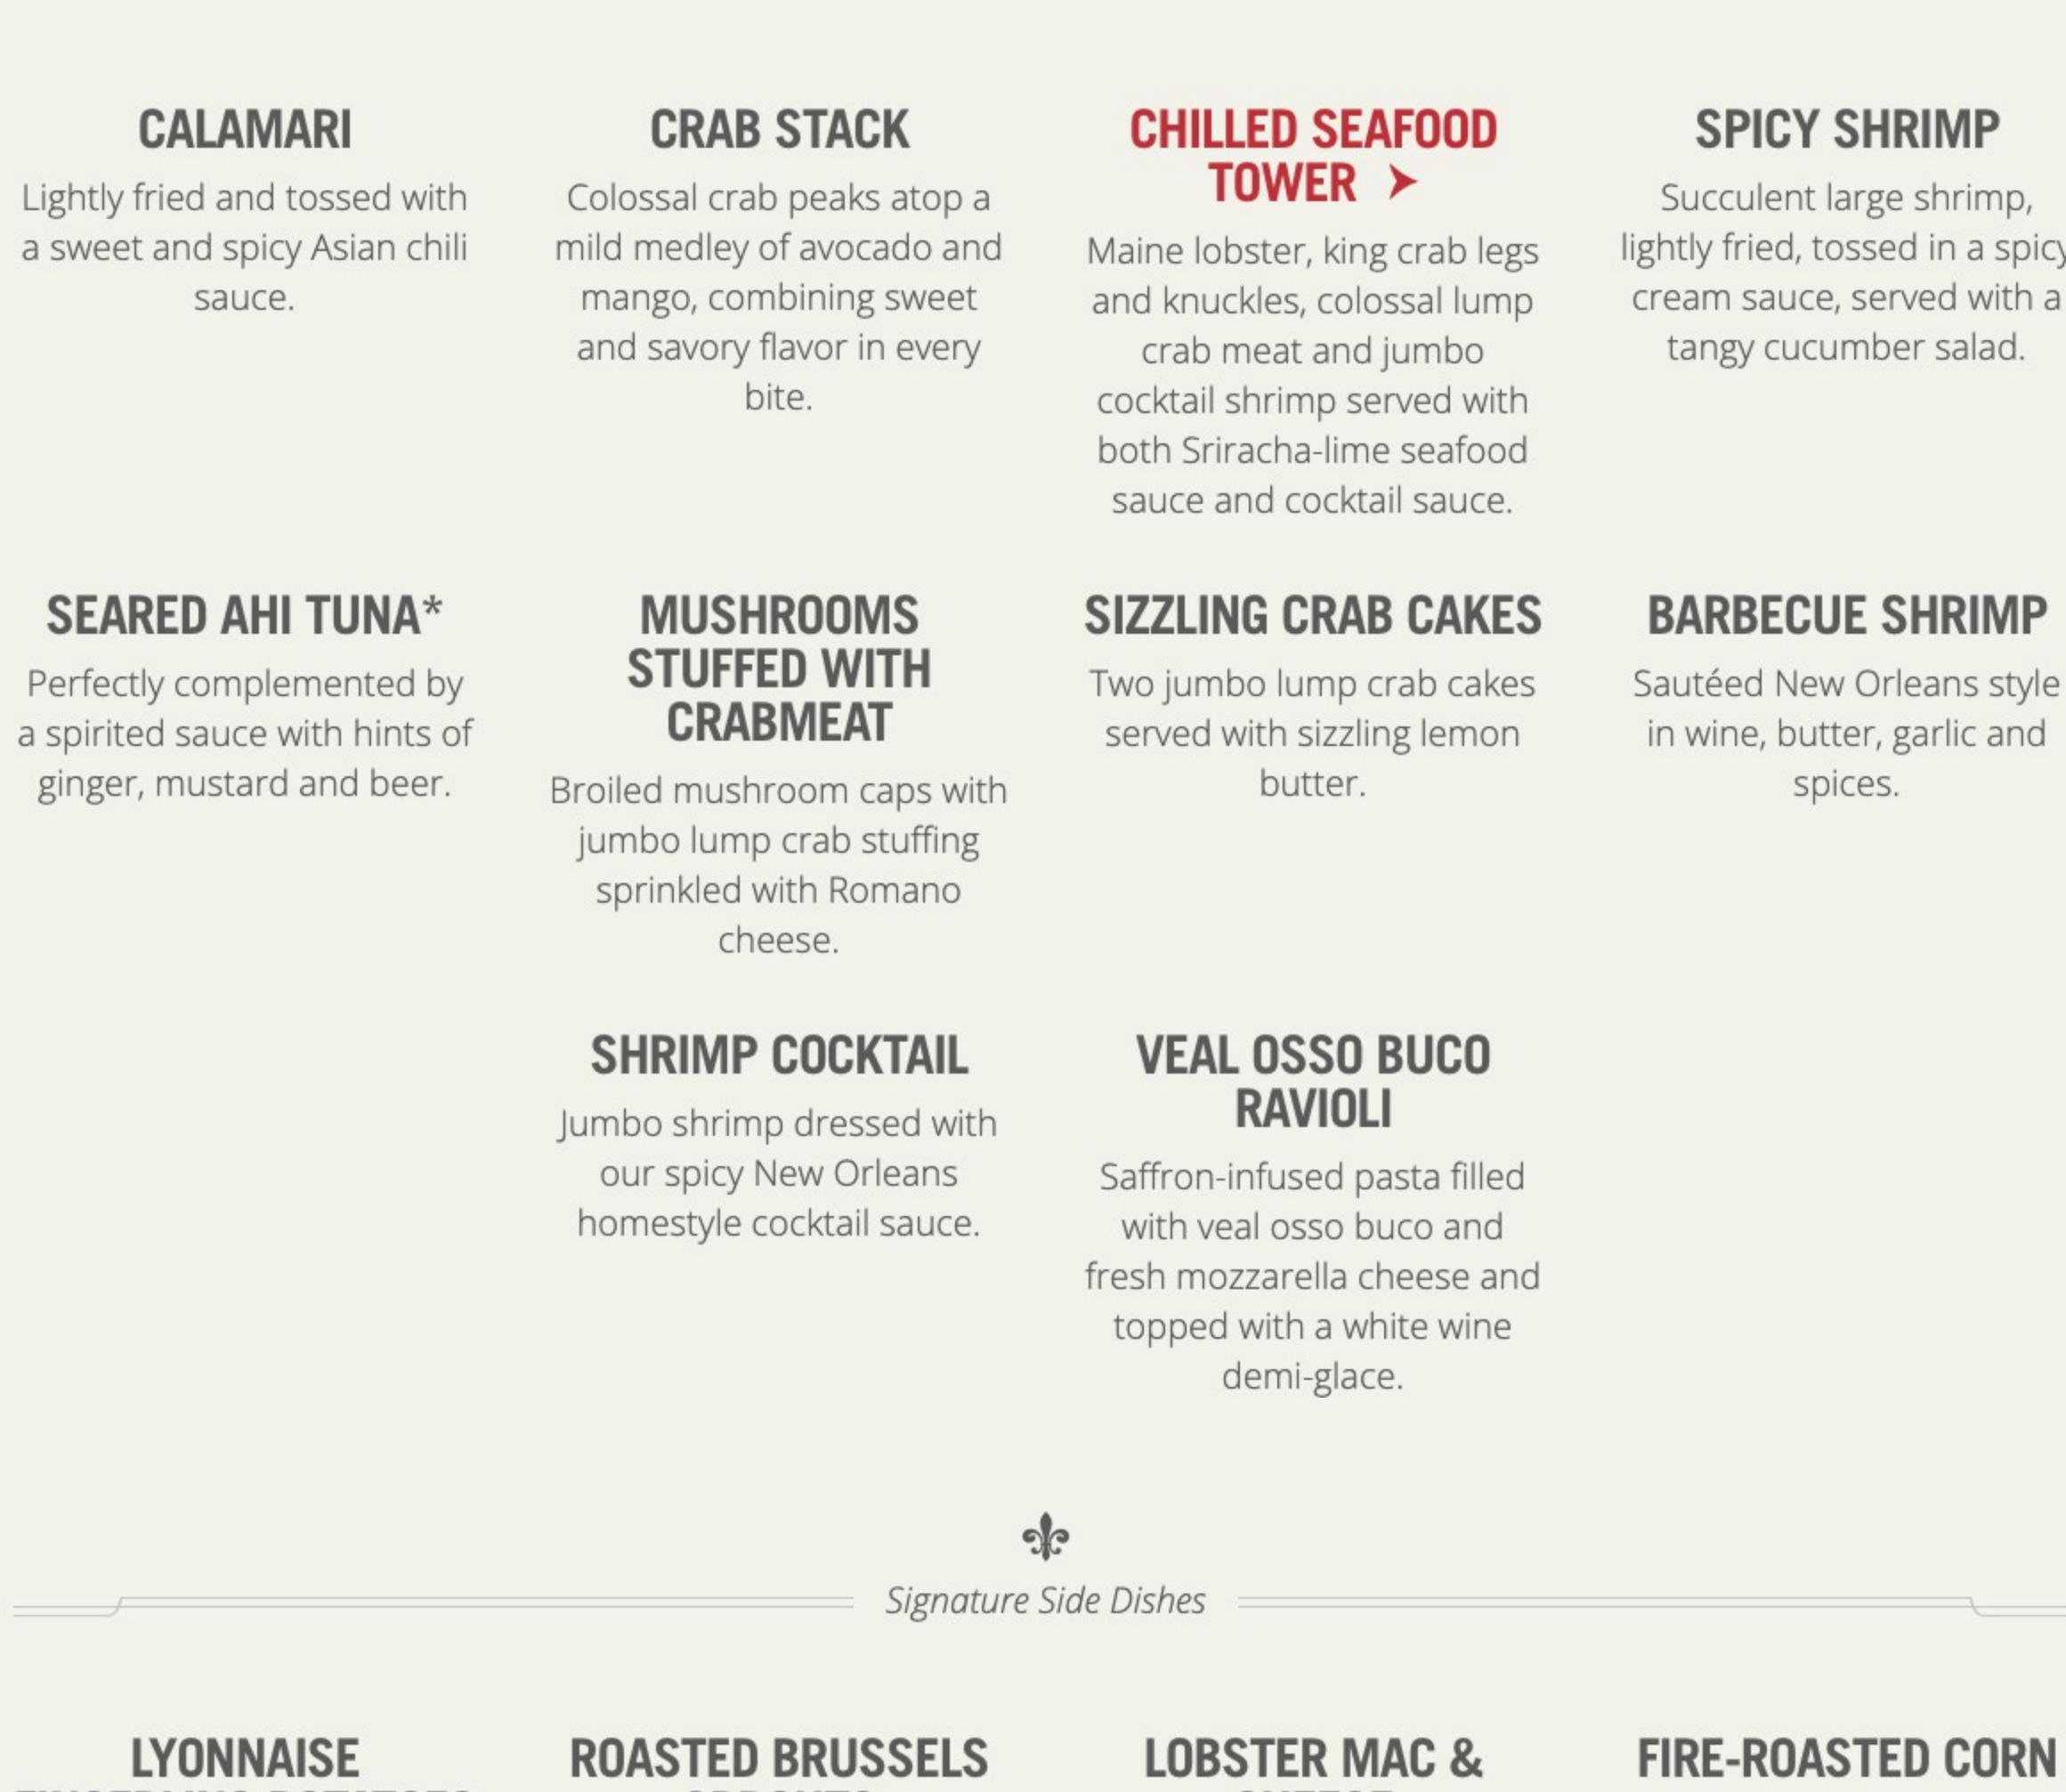 CALAMARI
Lightly fried and tossed with
a sweet and spicy Asian chili
sauce.
CRAB STACK
Colossal crab peaks atop a
mild medley of avocado and
mango, combining sweet
and savory flavor in every
bite.
CHILLED SEAFOOD
TOWER ➤
Maine lobster, king crab legs
and knuckles, colossal lump
crab meat and jumbo
cocktail shrimp served with
both Sriracha-lime seafood
sauce and cocktail sauce.
SPICY SHRIMP
Succulent large shrimp,
lightly fried, tossed in a spicy
cream sauce, served with a
tangy cucumber salad.
SEARED AHI TUNA*
Perfectly complemented by
a spirited sauce with hints of
ginger, mustard and beer.
MUSHROOMS
STUFFED WITH
CRABMEAT
Broiled mushroom caps with
jumbo lump crab stuffing
sprinkled with Romano
cheese.
SIZZLING CRAB CAKES
Two jumbo lump crab cakes
served with sizzling lemon
butter.
BARBECUE SHRIMP
Sautéed New Orleans style
in wine, butter, garlic and
spices.
SHRIMP COCKTAIL
Jumbo shrimp dressed with
our spicy New Orleans
homestyle cocktail sauce.
VEAL OSSO BUCO
RAVIOLI
Saffron-infused pasta filled
with veal osso buco and
fresh mozzarella cheese and
topped with a white wine
demi-glace.
Signature Side Dishes
LYONNAISE
ROASTED BRUSSELS
LOBSTER MAC &
FIRE-ROASTED CORN